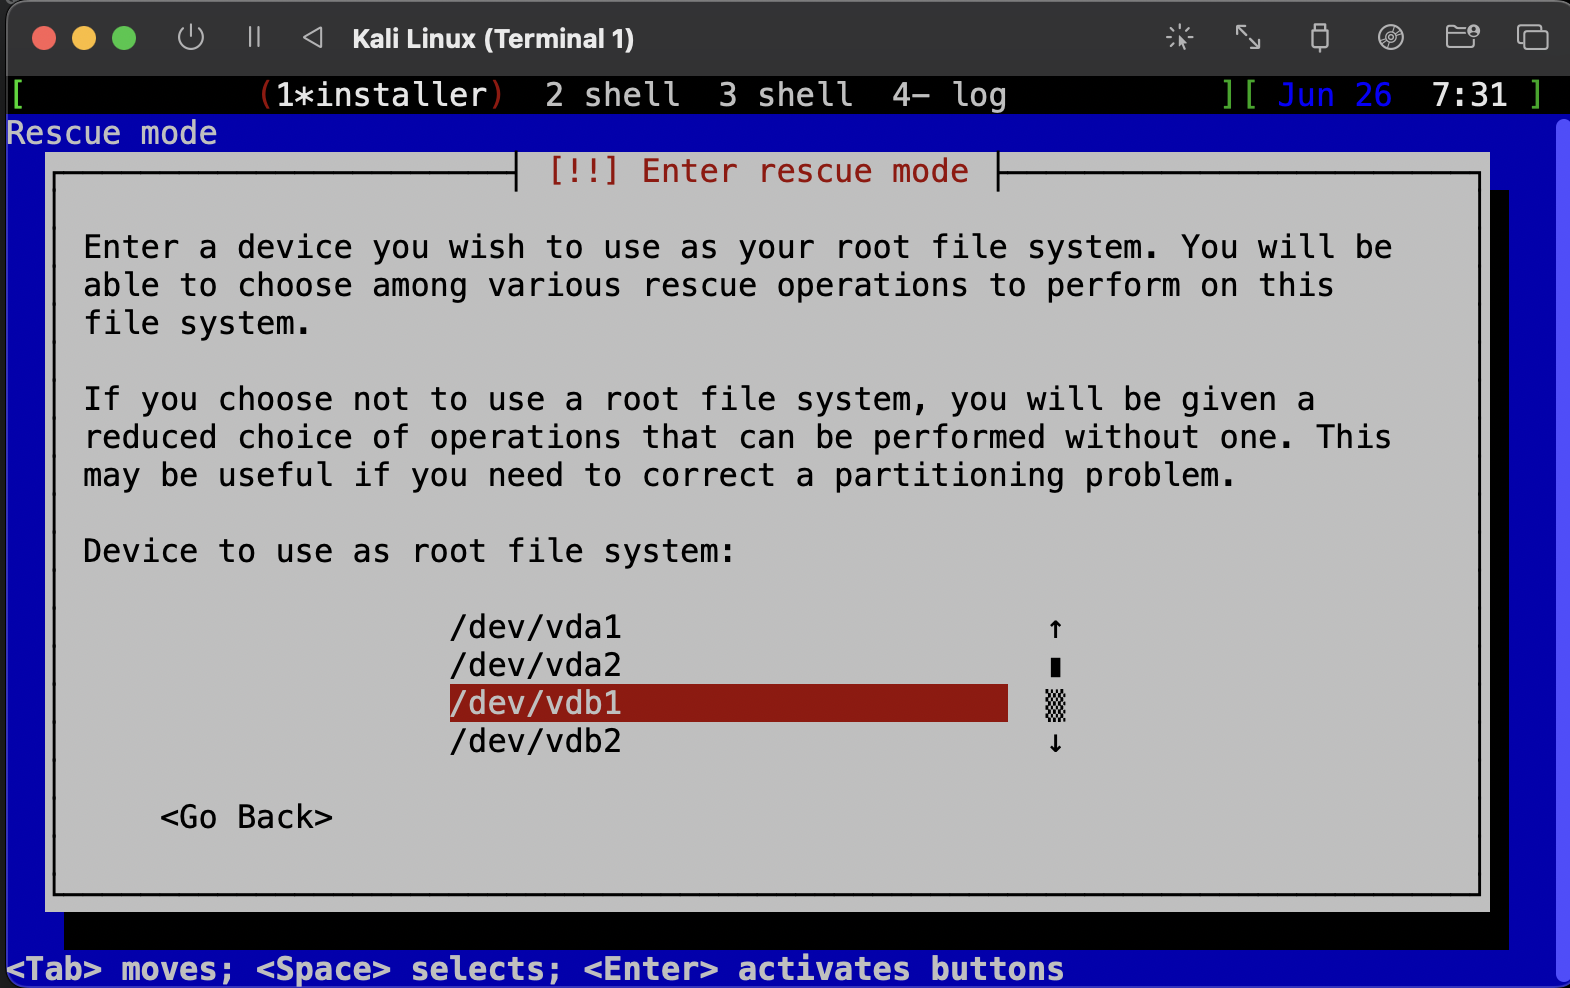 Kali Linux (Terminal 1)
[ (1*installer) 2 shell 3 shell 4- log ][ Jun 26 7:31 ]
Rescue mode
[!!] Enter rescue mode
Enter a device you wish to use as your root file system. You will be
able to choose among various rescue operations to perform on this
file system.
If you choose not to use a root file system, you will be given a
reduced choice of operations that can be performed without one. This
may be useful if you need to correct a partitioning problem.
Device to use as root file system:
/dev/vda1
/dev/vda2
/dev/vdb1
/dev/vdb2
<Go Back>
<Tab> moves; <Space> selects; <Enter> activates buttons